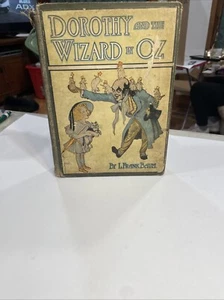 DOROTHY AND THE
WIZARD IN OZ
BY L. FRANK BAUM